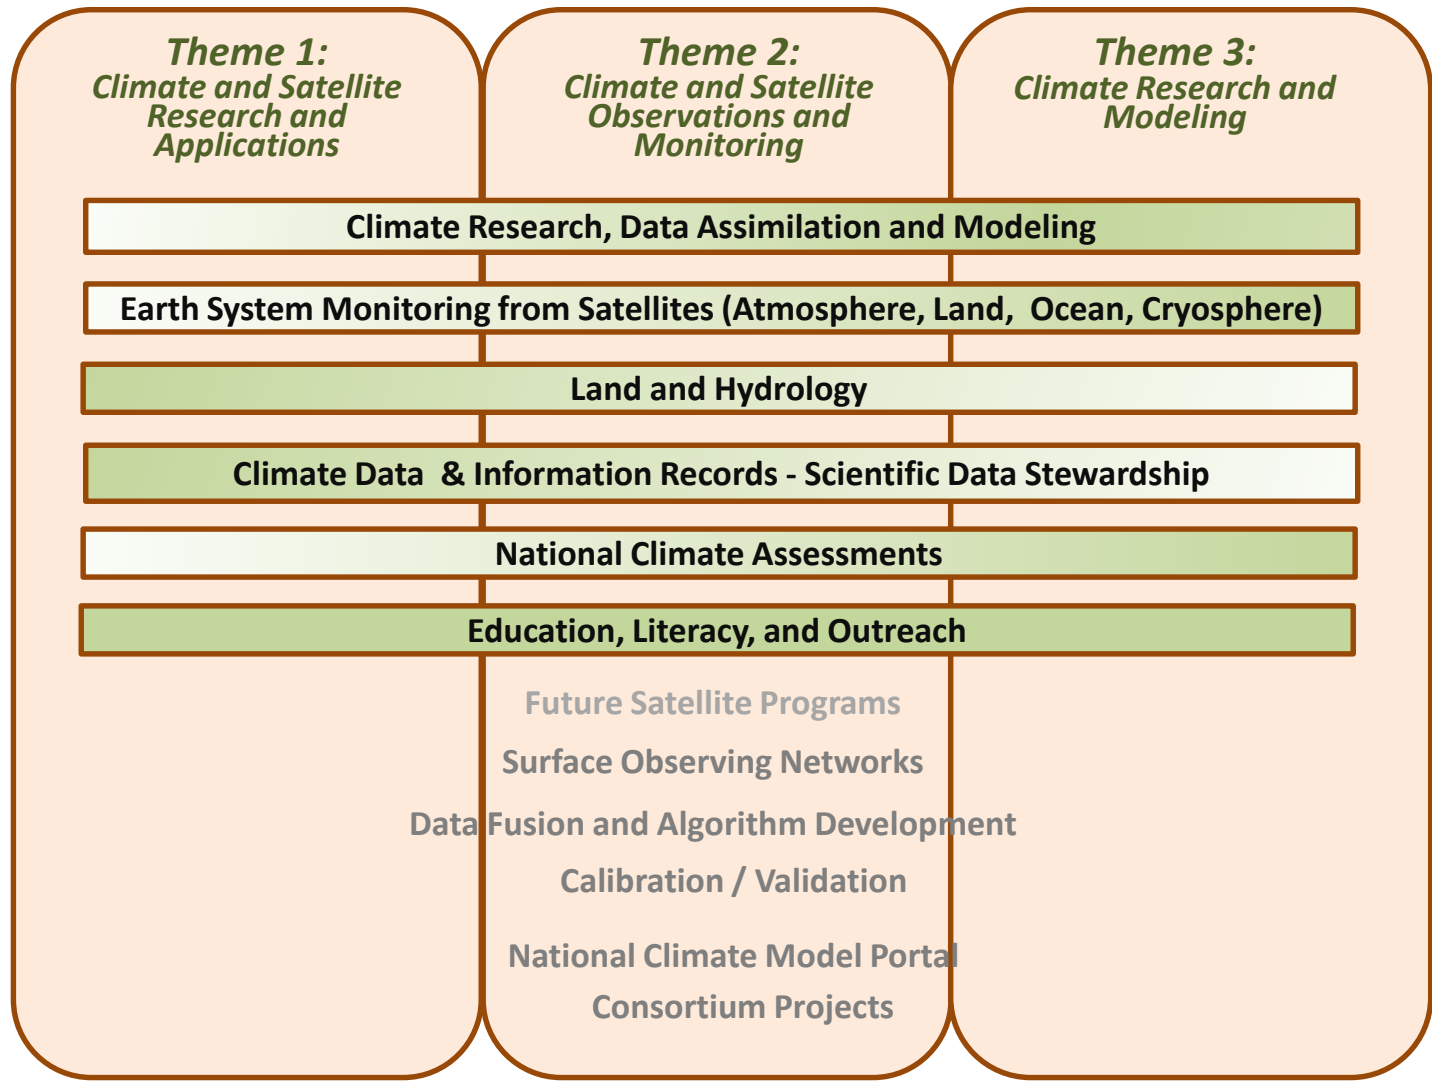 Theme 1:
Climate and Satellite
Research and
Applications
Theme 2:
Climate and Satellite
Observations and
Monitoring
Theme 3:
Climate Research and
Modeling
Climate Research, Data Assimilation and Modeling
Earth System Monitoring from Satellites (Atmosphere, Land, Ocean, Cryosphere)
Land and Hydrology
Climate Data & Information Records - Scientific Data Stewardship
National Climate Assessments
Education, Literacy, and Outreach
Future Satellite Programs
Surface Observing Networks
Data Fusion and Algorithm Development
Calibration / Validation
National Climate Model Portal
Consortium Projects